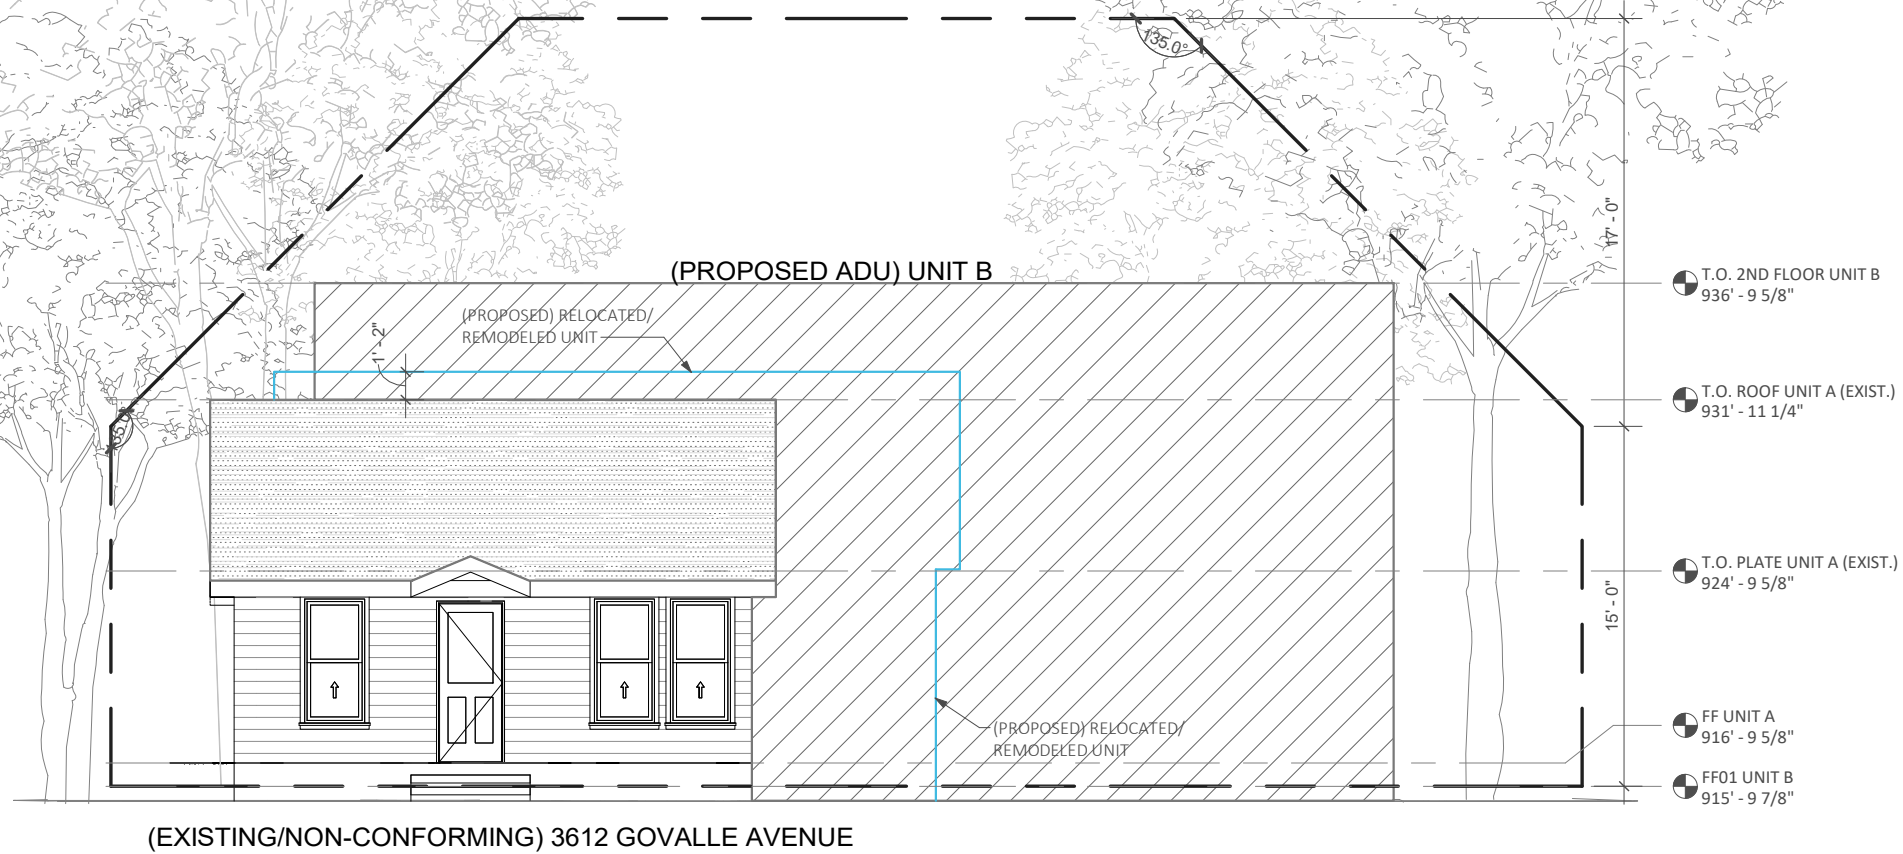 135.0°
17' - 0"
(PROPOSED ADU) UNIT B
T.O. 2ND FLOOR UNIT B
936' - 9 5/8"
(PROPOSED) RELOCATED/
REMODELED UNIT
1' - 2"
T.O. ROOF UNIT A (EXIST.)
931' - 11 1/4"
T.O. PLATE UNIT A (EXIST.)
924' - 9 5/8"
15' - 0"
FF UNIT A
916' - 9 5/8"
(PROPOSED) RELOCATED/
REMODELED UNIT
FF01 UNIT B
915' - 9 7/8"
(EXISTING/NON-CONFORMING) 3612 GOVALLE AVENUE